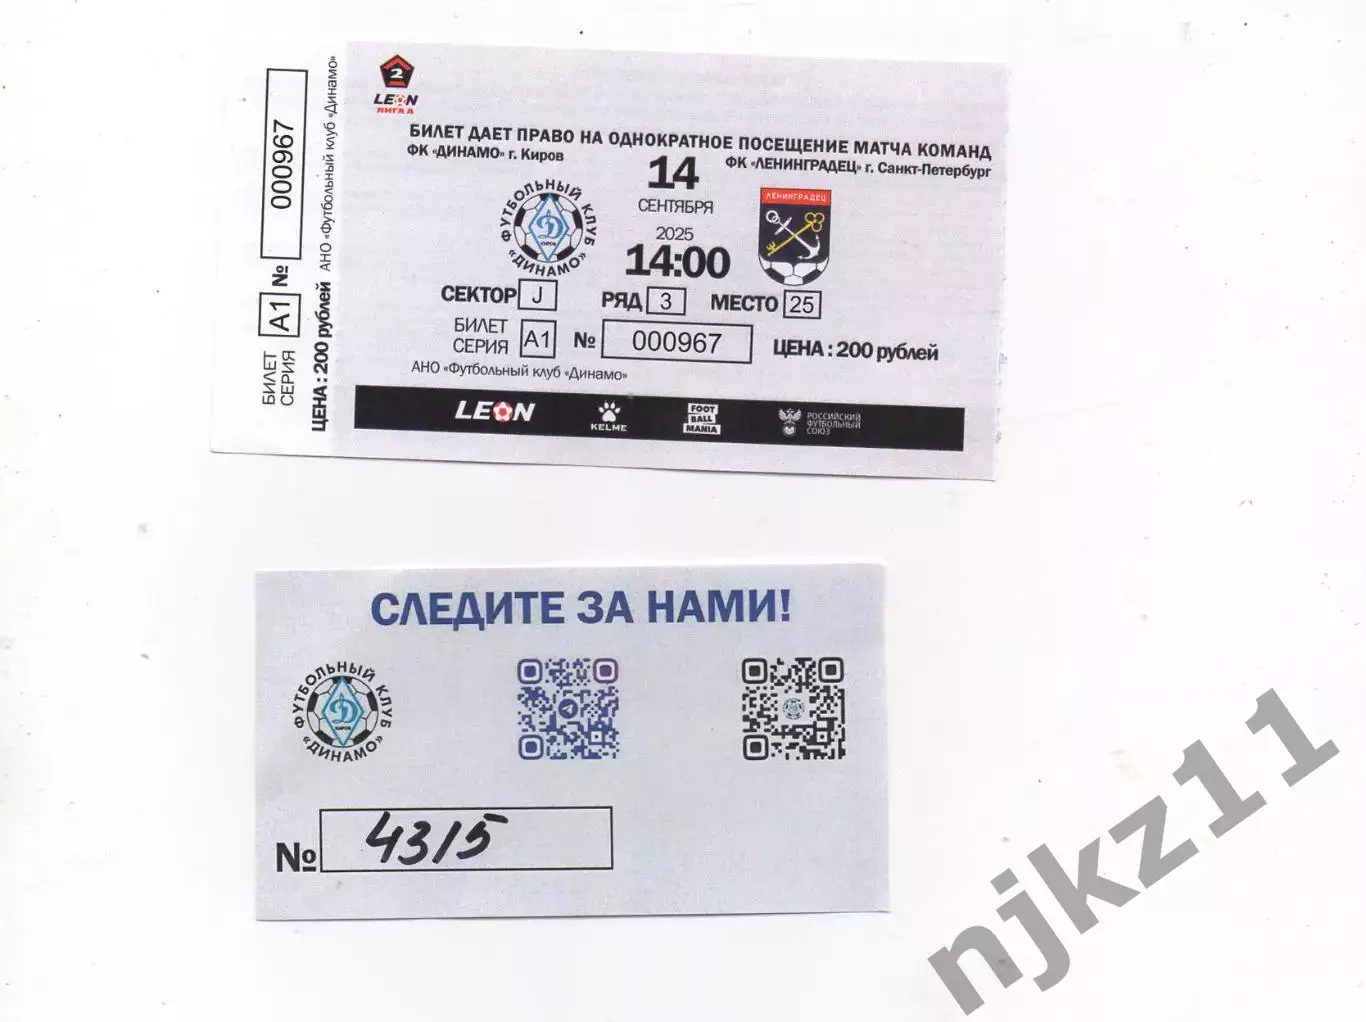 БИЛЕТ
СЕРИЯ
A1
№
000967
ЦЕНА: 200 рублей
АНО «Футбольный клуб «Динамо»
2
LEON
ЛИГА А
БИЛЕТ ДАЕТ ПРАВО НА ОДНОКРАТНОЕ ПОСЕЩЕНИЕ МАТЧА КОМАНД
ФК «ДИНАМО» г. Киров
14
ФК «ЛЕНИНГРАДЕЦ» г. Санкт-Петербург
СЕНТЯБРЯ
2025
14:00
ФУТБОЛЬНЫЙ КЛУБ
Д
КИРОВ
«ДИНАМО»
ЛЕНИНГРАДЕЦ
СЕКТОР J РЯД 3 МЕСТО 25
БИЛЕТ
СЕРИЯ A1 № 000967 ЦЕНА : 200 рублей
АНО «Футбольный клуб «Динамо»
LEON
KELME
FOOT
BALL
MANIA
РОССИЙСКИЙ
ФУТБОЛЬНЫЙ
СОЮЗ
СЛЕДИТЕ ЗА НАМИ!
ФУТБОЛЬНЫЙ КЛУБ
Д
КИРОВ
«ДИНАМО»
№ 4315
njkz11